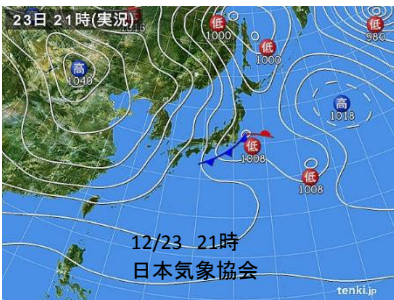 23日 21時(実況)
低
1000
低
1000
低
980
高
1040
高
1018
低
1008
低
1008
12/23 21時
日本気象協会
tenki.jp